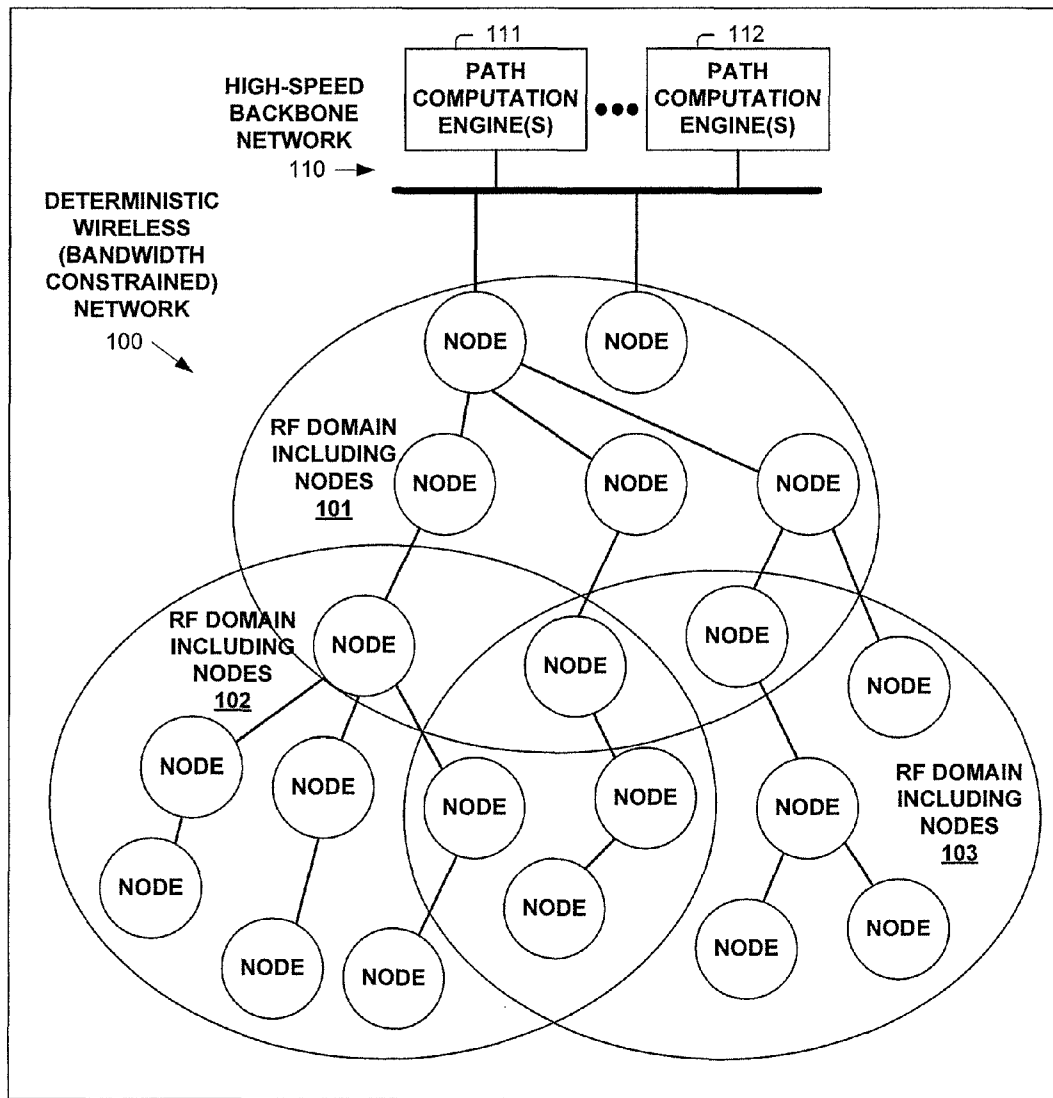 111
PATH
COMPUTATION
ENGINE(S)
112
PATH
COMPUTATION
ENGINE(S)
HIGH-SPEED
BACKBONE
NETWORK
110
DETERMINISTIC
WIRELESS
(BANDWIDTH
CONSTRAINED)
NETWORK
100
NODE
NODE
RF DOMAIN
INCLUDING
NODES
101
NODE
NODE
NODE
RF DOMAIN
INCLUDING
NODES
102
NODE
NODE
NODE
NODE
NODE
NODE
NODE
NODE
NODE
RF DOMAIN
INCLUDING
NODES
103
NODE
NODE
NODE
NODE
NODE
NODE